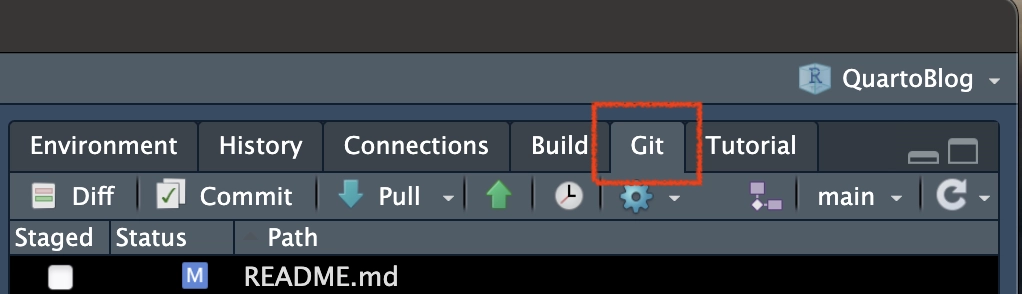 R QuartoBlog
Environment History Connections Build Git Tutorial
Diff Commit Pull main
Staged Status Path
M README.md